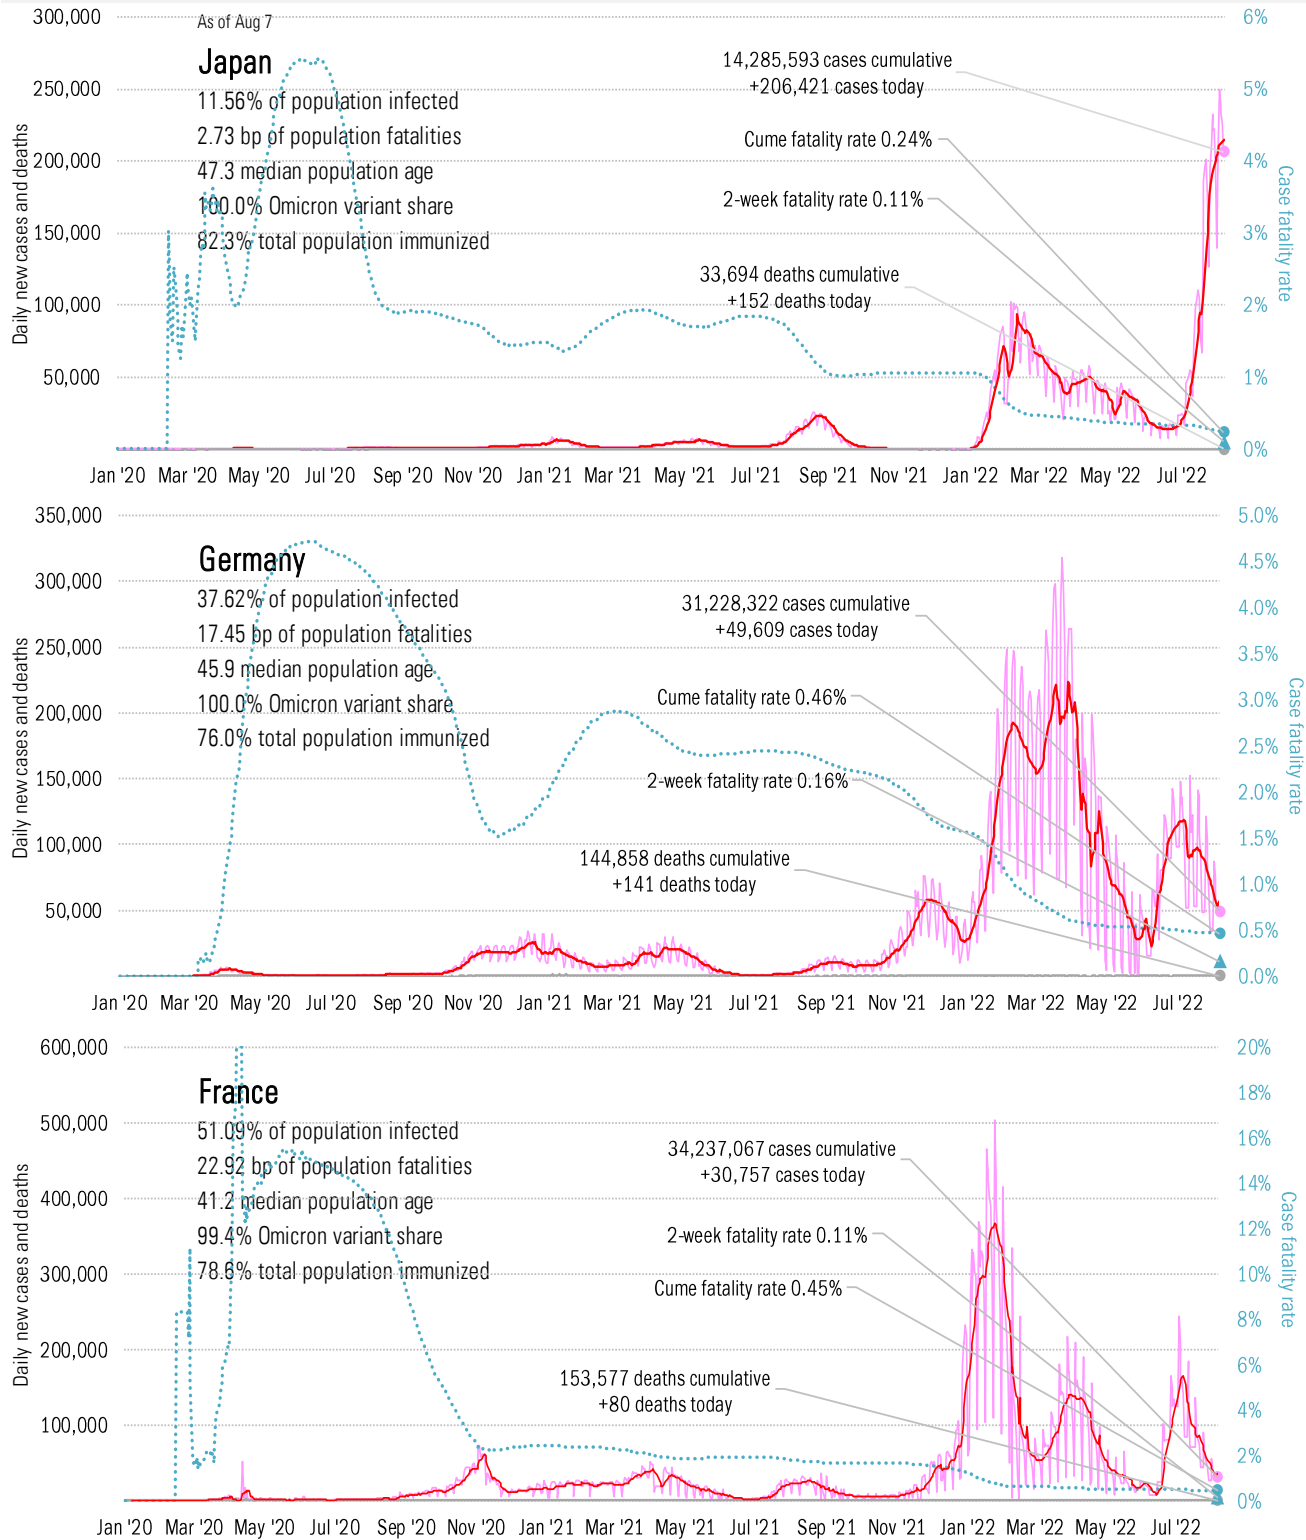 300,000
As of Aug 7
6%
Japan
14,285,593 cases cumulative
+206,421 cases today
250,000
5%
11.56% of population infected
2.73 bp of population fatalities
Cume fatality rate 0.24%
200,000
4%
47.3 median population age
2-week fatality rate 0.11%
100.0% Omicron variant share
150,000
3%
82.3% total population immunized
33,694 deaths cumulative
+152 deaths today
100,000
2%
50,000
1%
0%
Daily new cases and deaths
Case fatality rate
Jan '20 Mar '20 May '20 Jul '20 Sep '20 Nov '20 Jan '21 Mar '21 May '21 Jul '21 Sep '21 Nov '21 Jan '22 Mar '22 May '22 Jul '22
350,000
5.0%
Germany
4.5%
300,000
37.62% of population infected
31,228,322 cases cumulative
+49,609 cases today
4.0%
17.45 bp of population fatalities
250,000
3.5%
45.9 median population age
Cume fatality rate 0.46%
100.0% Omicron variant share
3.0%
200,000
76.0% total population immunized
2.5%
150,000
2-week fatality rate 0.16%
2.0%
100,000
1.5%
144,858 deaths cumulative
+141 deaths today
1.0%
50,000
0.5%
0.0%
Daily new cases and deaths
Case fatality rate
Jan '20 Mar '20 May '20 Jul '20 Sep '20 Nov '20 Jan '21 Mar '21 May '21 Jul '21 Sep '21 Nov '21 Jan '22 Mar '22 May '22 Jul '22
600,000
20%
France
18%
500,000
51.09% of population infected
34,237,067 cases cumulative
+30,757 cases today
16%
22.92 bp of population fatalities
14%
400,000
41.2 median population age
99.4% Omicron variant share
2-week fatality rate 0.11%
12%
300,000
78.6% total population immunized
10%
Cume fatality rate 0.45%
8%
200,000
6%
153,577 deaths cumulative
+80 deaths today
4%
100,000
2%
0%
Daily new cases and deaths
Case fatality rate
Jan '20 Mar '20 May '20 Jul '20 Sep '20 Nov '20 Jan '21 Mar '21 May '21 Jul '21 Sep '21 Nov '21 Jan '22 Mar '22 May '22 Jul '22